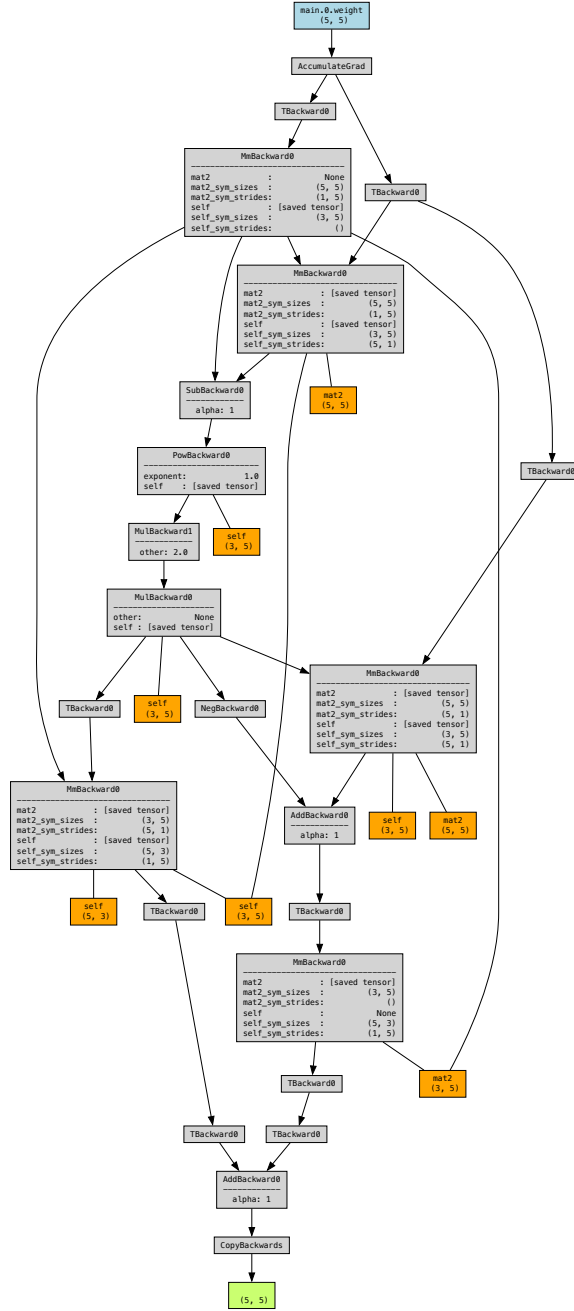 main.0.weight
(5, 5)
AccumulateGrad
TBackward0
MmBackward0
--------------------------------
mat2 : None
mat2_sym_sizes : (5, 5)
mat2_sym_strides: (1, 5)
self : [saved tensor]
self_sym_sizes : (3, 5)
self_sym_strides: ()
TBackward0
MmBackward0
--------------------------------
mat2 : [saved tensor]
mat2_sym_sizes : (5, 5)
mat2_sym_strides: (1, 5)
self : [saved tensor]
self_sym_sizes : (3, 5)
self_sym_strides: (5, 1)
SubBackward0
------------
alpha: 1
mat2
(5, 5)
PowBackward0
------------------------
exponent: 1.0
self : [saved tensor]
TBackward0
MulBackward1
------------
other: 2.0
self
(3, 5)
MulBackward0
---------------------
other: None
self : [saved tensor]
MmBackward0
--------------------------------
mat2 : [saved tensor]
mat2_sym_sizes : (5, 5)
mat2_sym_strides: (5, 1)
self : [saved tensor]
self_sym_sizes : (3, 5)
self_sym_strides: (5, 1)
TBackward0
self
(3, 5)
NegBackward0
MmBackward0
--------------------------------
mat2 : [saved tensor]
mat2_sym_sizes : (3, 5)
mat2_sym_strides: (5, 1)
self : [saved tensor]
self_sym_sizes : (5, 3)
self_sym_strides: (1, 5)
AddBackward0
------------
alpha: 1
self
(3, 5)
mat2
(5, 5)
self
(5, 3)
TBackward0
self
(3, 5)
TBackward0
MmBackward0
--------------------------------
mat2 : [saved tensor]
mat2_sym_sizes : (3, 5)
mat2_sym_strides: ()
self : None
self_sym_sizes : (5, 3)
self_sym_strides: (1, 5)
TBackward0
mat2
(3, 5)
TBackward0
TBackward0
AddBackward0
------------
alpha: 1
CopyBackwards
(5, 5)